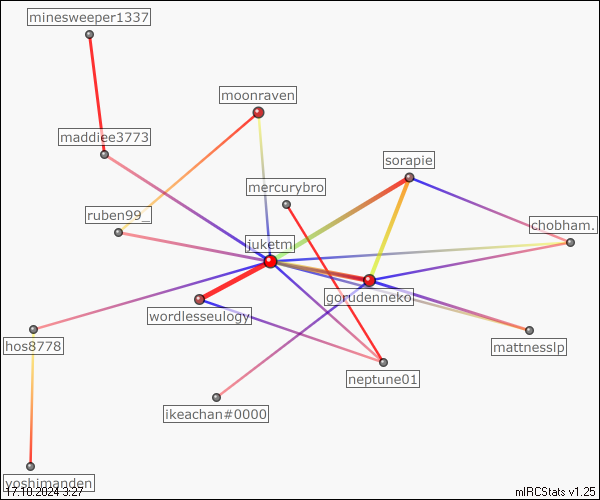 minesweeper1337
moonraven
maddiee3773
sorapie
mercurybro
ruben99_
chobham.
juketm
gorudenneko
wordlesseulogy
hos8778
mattnesslp
neptune01
ikeachan#0000
yoshimanden
17.10.2024 3:27
mIRCStats v1.25